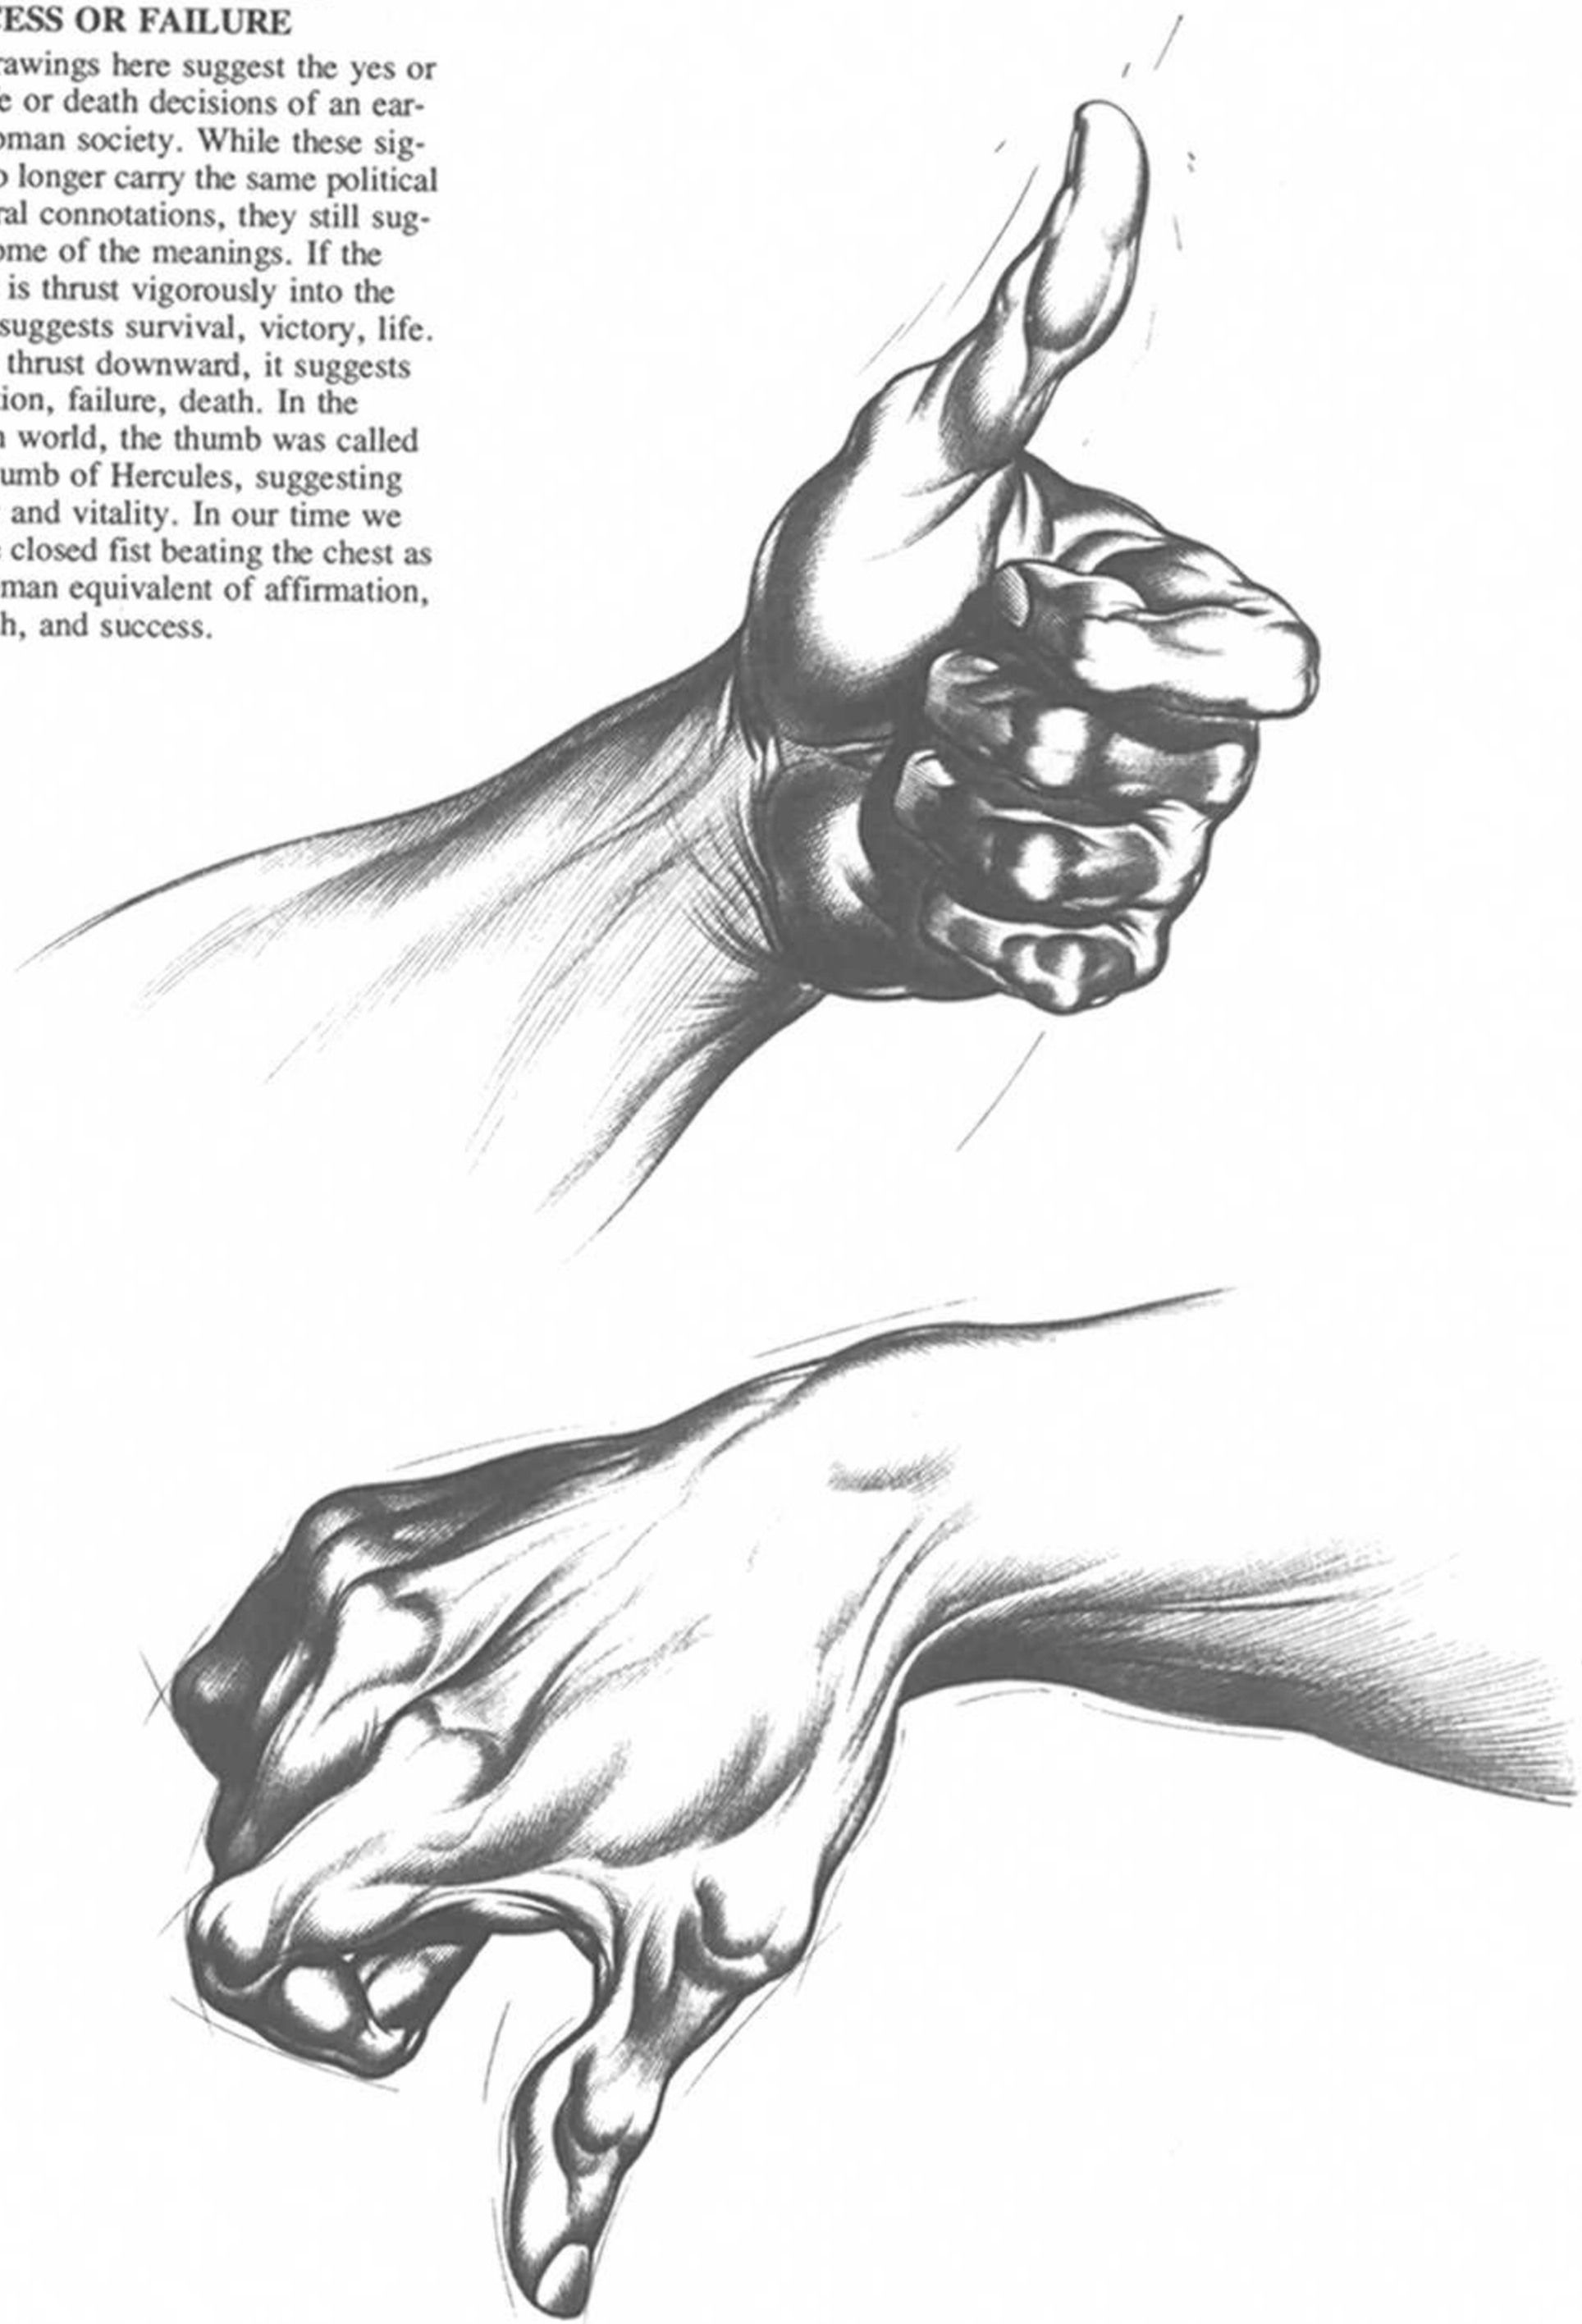 ESS OR FAILURE
awings here suggest the yes or
e or death decisions of an ear-
oman society. While these sig-
o longer carry the same political
ral connotations, they still sug-
ome of the meanings. If the
is thrust vigorously into the
suggests survival, victory, life.
thrust downward, it suggests
ion, failure, death. In the
n world, the thumb was called
umb of Hercules, suggesting
and vitality. In our time we
closed fist beating the chest as
man equivalent of affirmation,
h, and success.